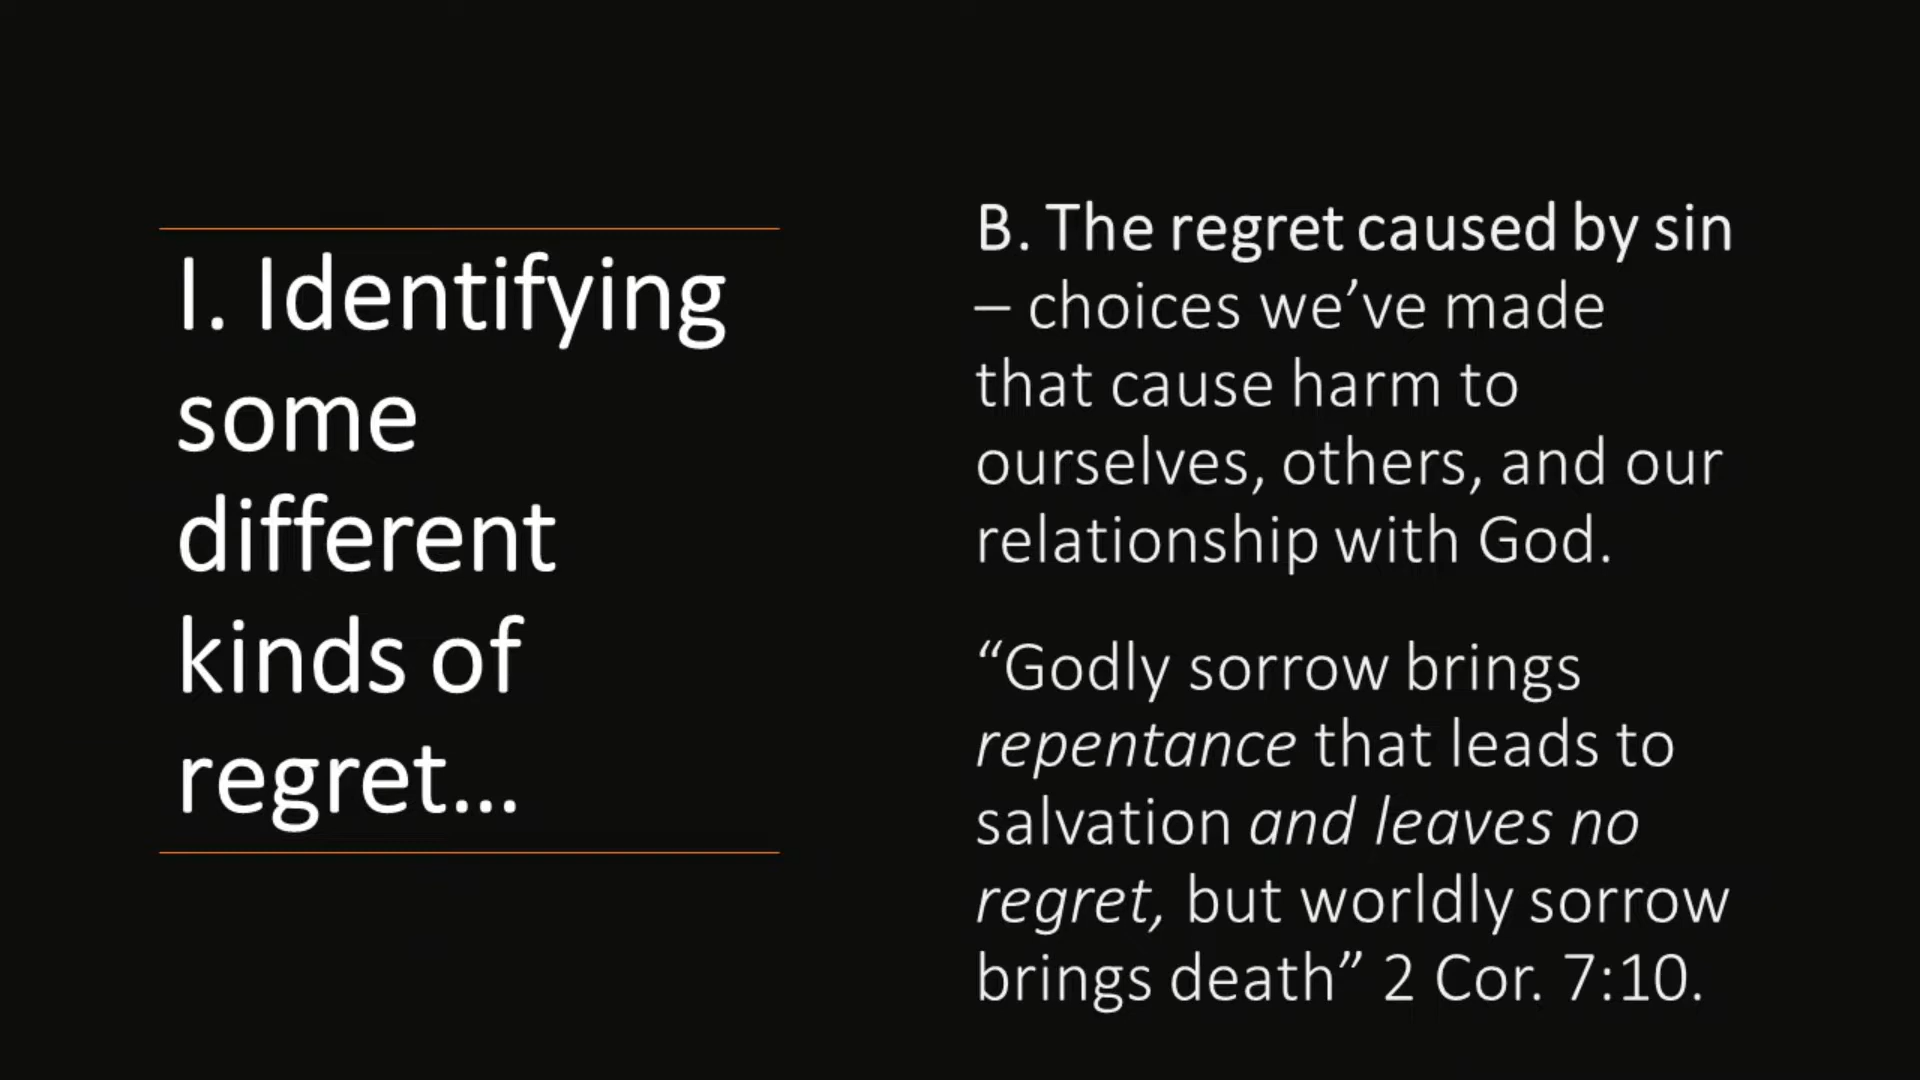 I. Identifying
some
different
kinds of
regret...
B. The regret caused by sin
– choices we’ve made
that cause harm to
ourselves, others, and our
relationship with God.
“Godly sorrow brings
repentance that leads to
salvation and leaves no
regret, but worldly sorrow
brings death” 2 Cor. 7:10.